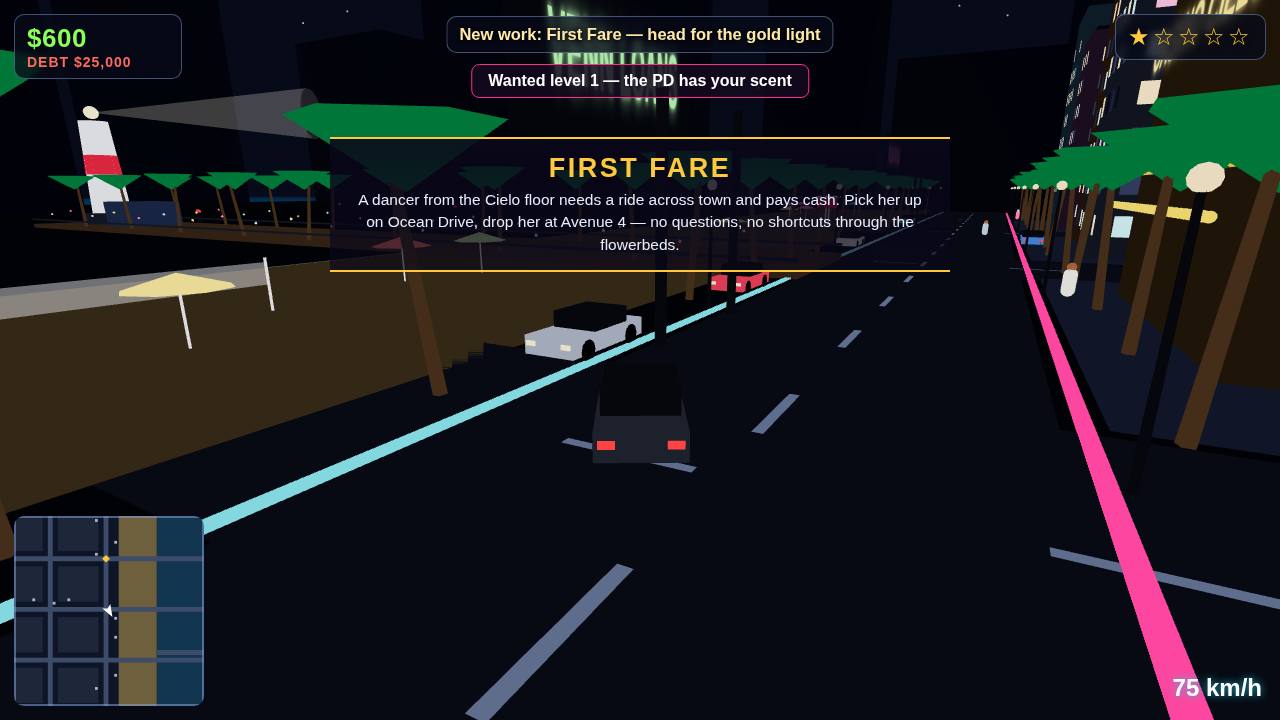 $600
DEBT $25,000
New work: First Fare — head for the gold light
Wanted level 1 — the PD has your scent
★☆☆☆☆
FIRST FARE
A dancer from the Cielo floor needs a ride across town and pays cash. Pick her up
on Ocean Drive, drop her at Avenue 4 — no questions, no shortcuts through the
flowerbeds.
75 km/h